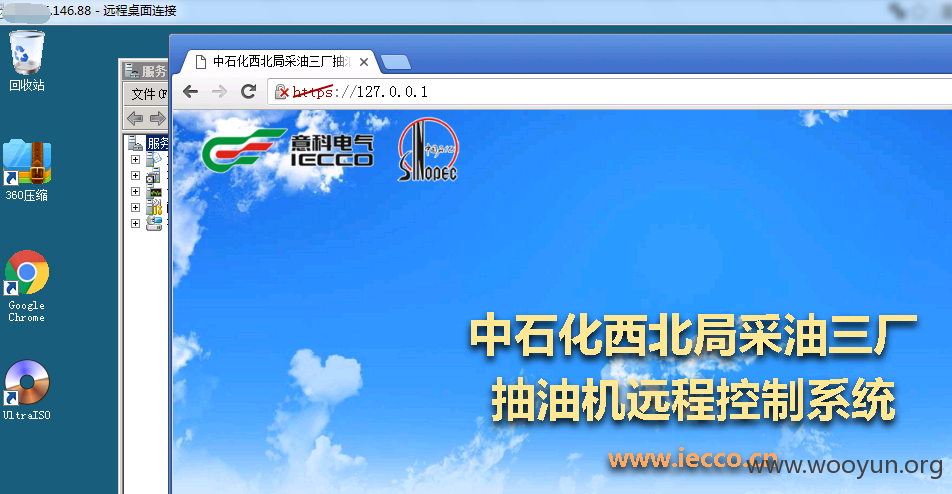 .146.88 - 远程桌面连接
中石化西北局采油三厂抽
回收站
服务
文件(F
https://127.0.0.1
服务
意科电气
IECCO
中石化
SINOPEC
360压缩
Google
Chrome
UltraISO
中石化西北局采油三厂
抽油机远程控制系统
www.iecco.cn
www.wooyun.org